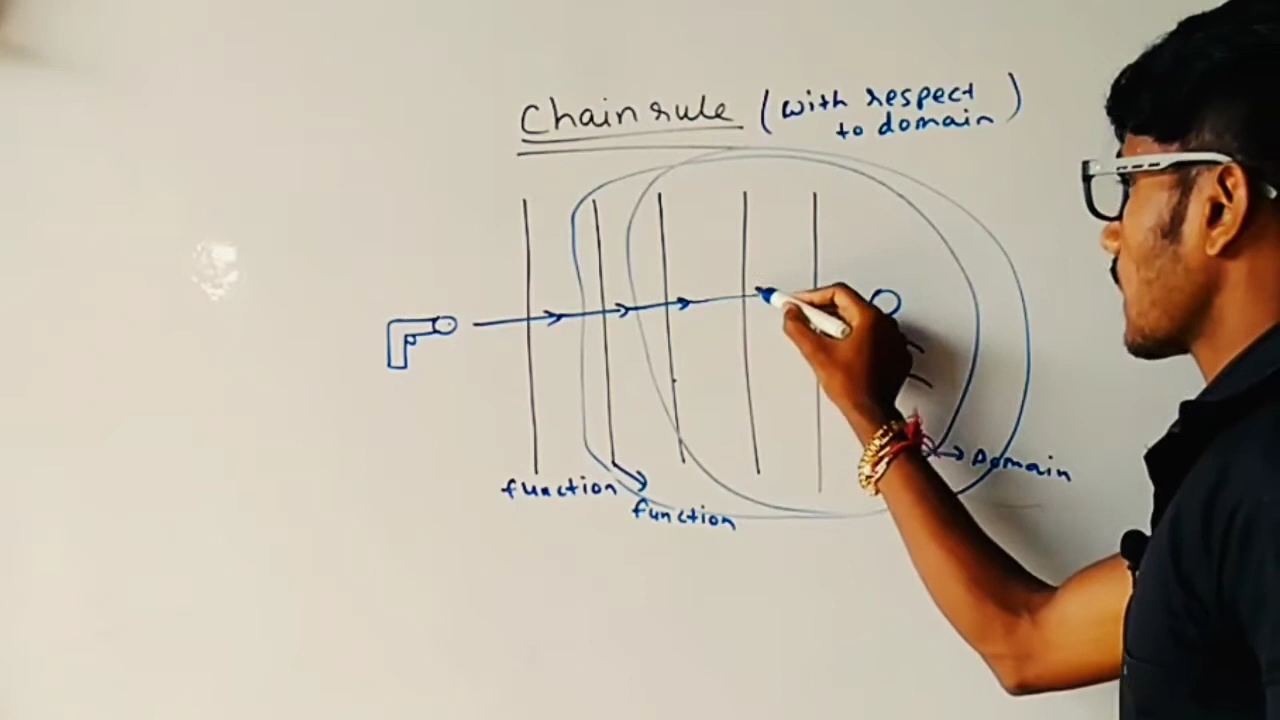 Chain rule (with respect
to domain)
Domain
function
function